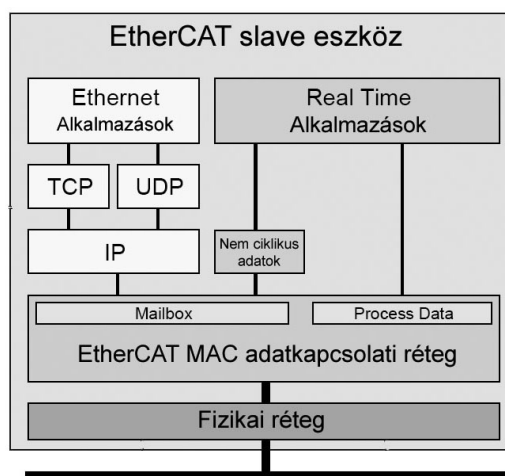 EtherCAT slave eszköz
Ethernet
Alkalmazások
Real Time
Alkalmazások
TCP
UDP
IP
Nem ciklikus
adatok
Mailbox
Process Data
EtherCAT MAC adatkapcsolati réteg
Fizikai réteg